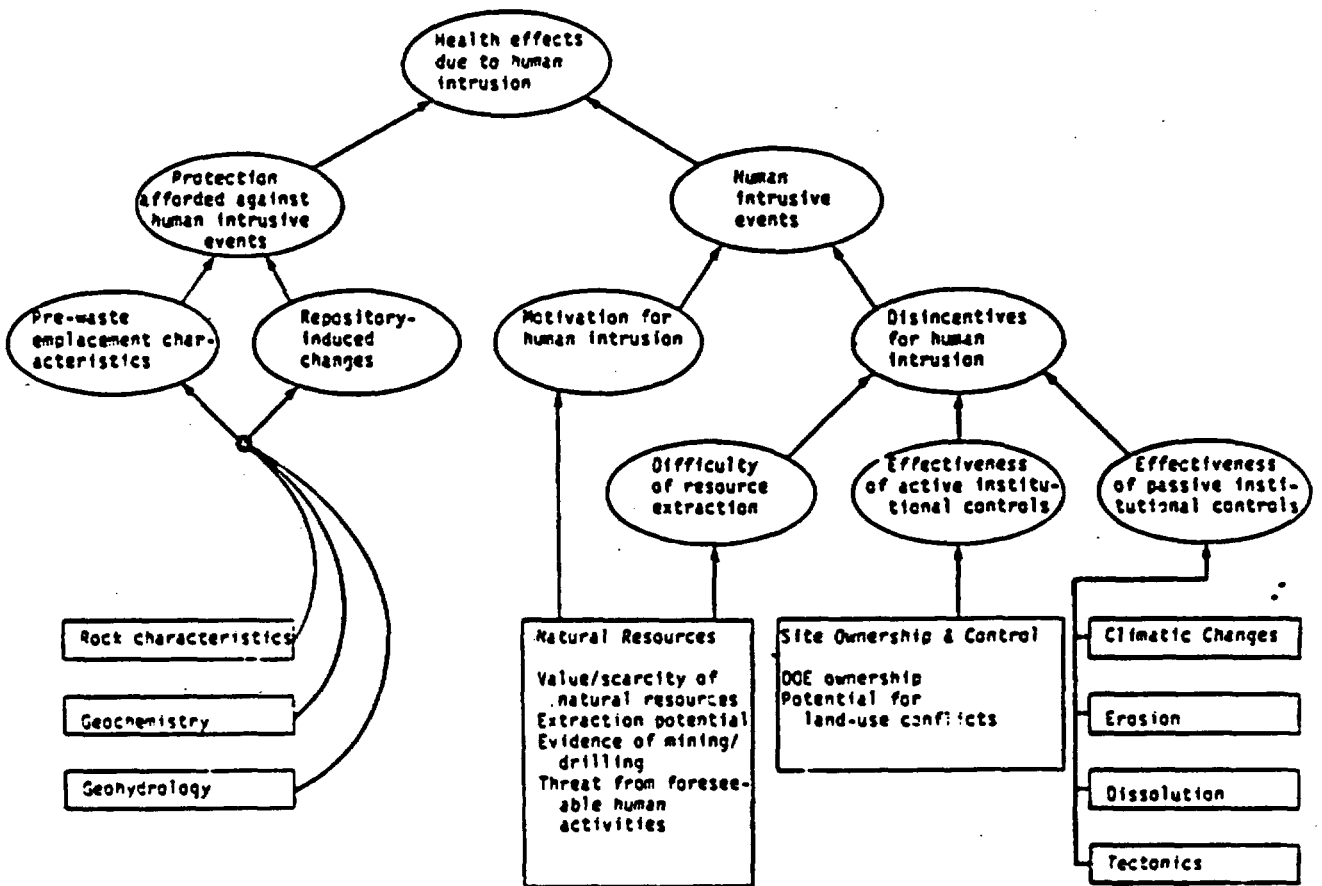 Health effects
due to human
intrusion
Protection
afforded against
human intrusive
events
Human
intrusive
events
Pre-waste
emplacement char-
acteristics
Repository-
induced
changes
Motivation for
human intrusion
Disincentives
for human
intrusion
Difficulty
of resource
extraction
Effectiveness
of active institu-
tional controls
Effectiveness
of passive insti-
tutional controls
Rock characteristics
Geochemistry
Geohydrology
Natural Resources
Value/scarcity of
natural resources
Extraction potential
Evidence of mining/
drilling
Threat from foresee-
able human
activities
Site Ownership & Control
DOE ownership
Potential for
land-use conflicts
Climatic Changes
Erosion
Dissolution
Tectonics